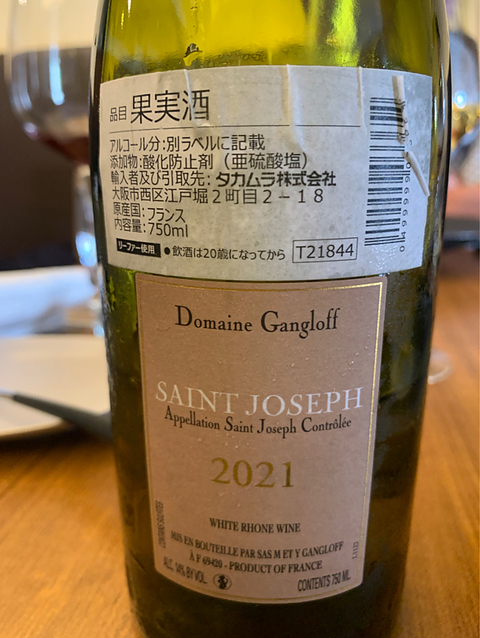 品目 果実酒
アルコール分:別ラベルに記載
添加物:酸化防止剤(亜硫酸塩)
輸入者及び引取先:タカムラ株式会社
大阪市西区江戸堀2町目2-18
原産国:フランス
内容量:750ml
リーファー使用 ●飲酒は20歳になってから T21844
Domaine Gangloff
SAINT JOSEPH
Appellation Saint Joseph Contrôlée
2021
WHITE RHONE WINE
MIS EN BOUTEILLE PAR SAS M ET Y GANGLOFF
À F 69420 - PRODUCT OF FRANCE
ALC. 14% BY VOL. CONTENTS 750 ML